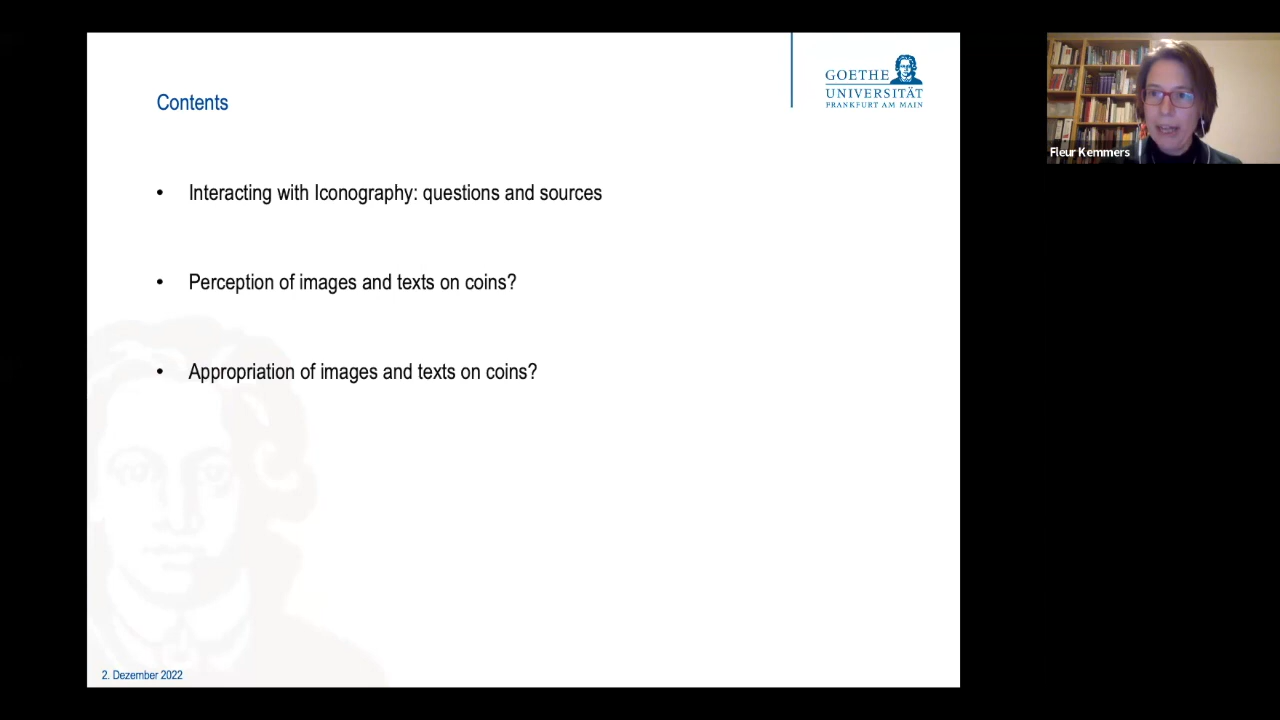 Contents
GOETHE
UNIVERSITÄT
FRANKFURT AM MAIN
• Interacting with Iconography: questions and sources
• Perception of images and texts on coins?
• Appropriation of images and texts on coins?
2. Dezember 2022
Fleur Kemmers